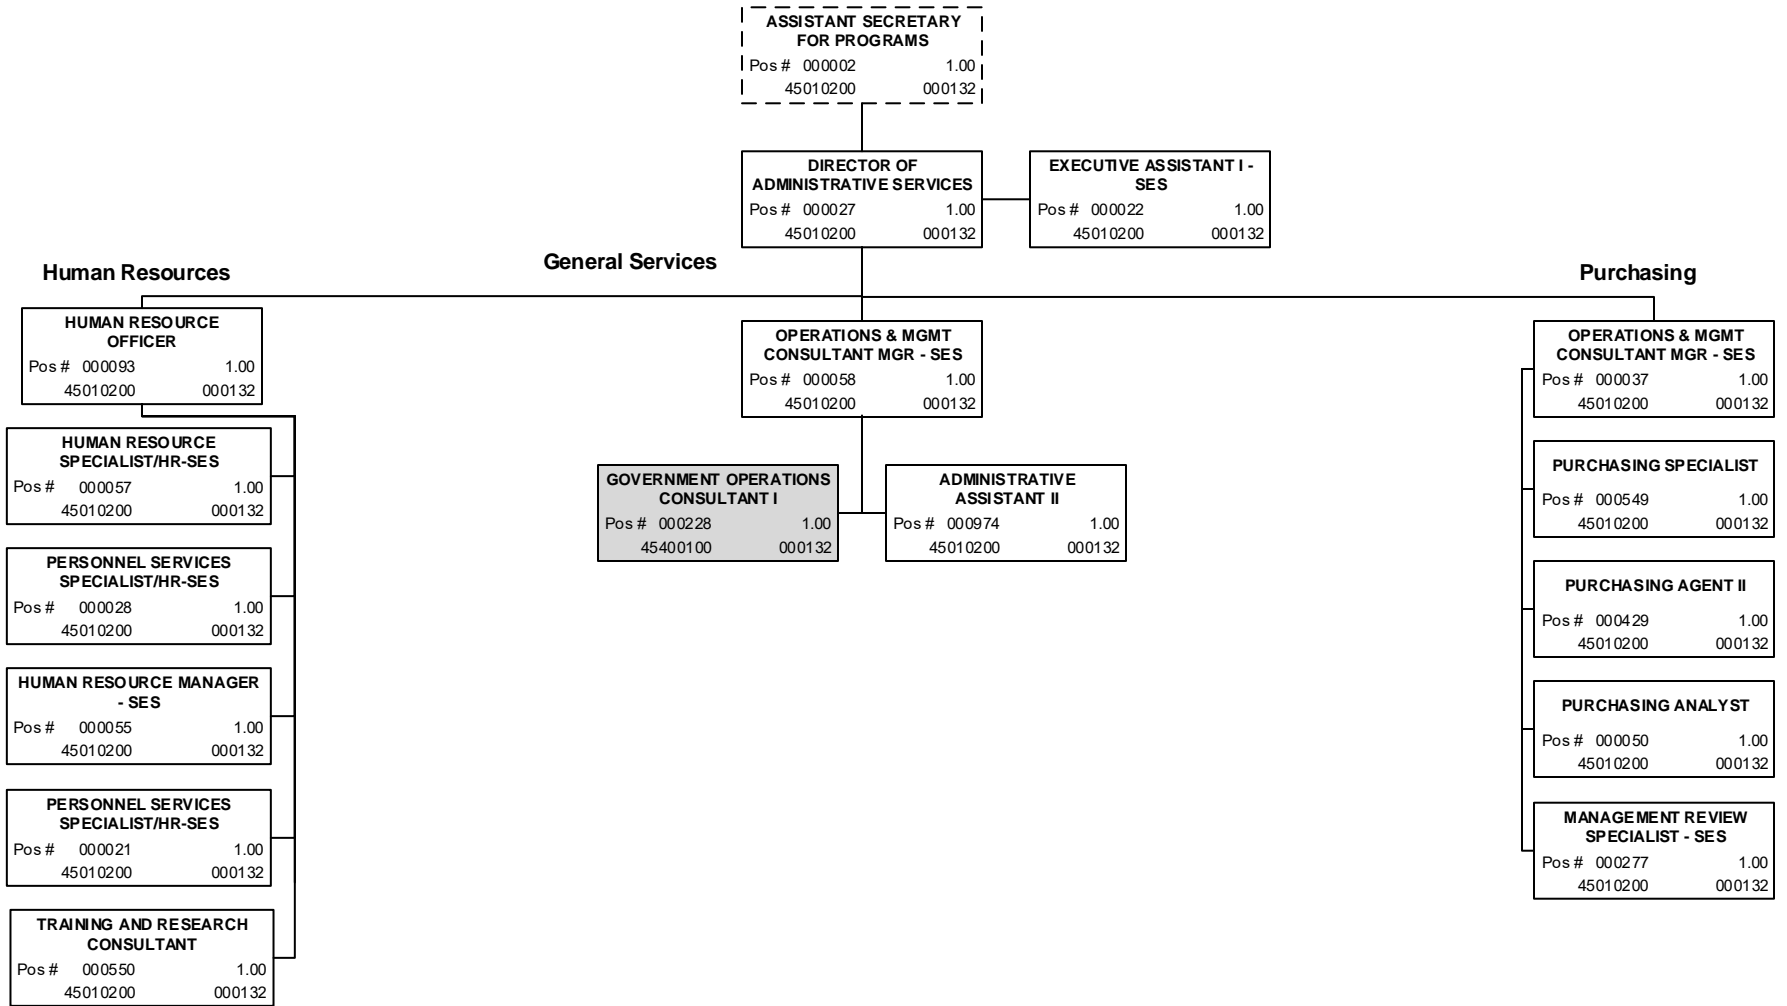 ASSISTANT SECRETARY
FOR PROGRAMS
Pos # 000002 1.00
45010200 000132
DIRECTOR OF
ADMINISTRATIVE SERVICES
Pos # 000027 1.00
45010200 000132
EXECUTIVE ASSISTANT I -
SES
Pos # 000022 1.00
45010200 000132
Human Resources
General Services
Purchasing
HUMAN RESOURCE
OFFICER
Pos # 000093 1.00
45010200 000132
HUMAN RESOURCE
SPECIALIST/HR-SES
Pos # 000057 1.00
45010200 000132
PERSONNEL SERVICES
SPECIALIST/HR-SES
Pos # 000028 1.00
45010200 000132
HUMAN RESOURCE MANAGER
- SES
Pos # 000055 1.00
45010200 000132
PERSONNEL SERVICES
SPECIALIST/HR-SES
Pos # 000021 1.00
45010200 000132
TRAINING AND RESEARCH
CONSULTANT
Pos # 000550 1.00
45010200 000132
OPERATIONS & MGMT
CONSULTANT MGR - SES
Pos # 000058 1.00
45010200 000132
GOVERNMENT OPERATIONS
CONSULTANT I
Pos # 000228 1.00
45400100 000132
ADMINISTRATIVE
ASSISTANT II
Pos # 000974 1.00
45010200 000132
OPERATIONS & MGMT
CONSULTANT MGR - SES
Pos # 000037 1.00
45010200 000132
PURCHASING SPECIALIST
Pos # 000549 1.00
45010200 000132
PURCHASING AGENT II
Pos # 000429 1.00
45010200 000132
PURCHASING ANALYST
Pos # 000050 1.00
45010200 000132
MANAGEMENT REVIEW
SPECIALIST - SES
Pos # 000277 1.00
45010200 000132